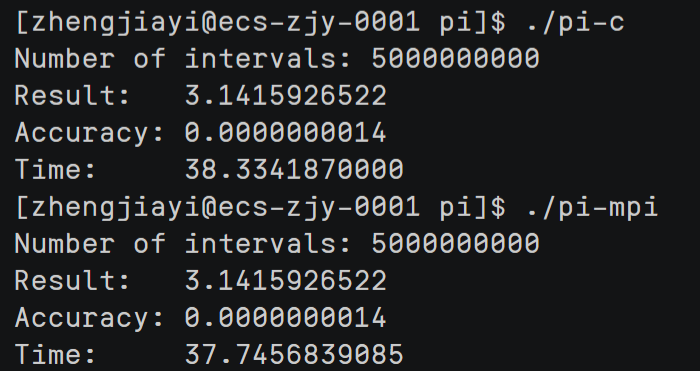 [zhengjiayi@ecs-zjy-0001 pi]$ ./pi-c
Number of intervals: 5000000000
Result:   3.1415926522
Accuracy: 0.0000000014
Time:     38.3341870000
[zhengjiayi@ecs-zjy-0001 pi]$ ./pi-mpi
Number of intervals: 5000000000
Result:   3.1415926522
Accuracy: 0.0000000014
Time:     37.7456839085